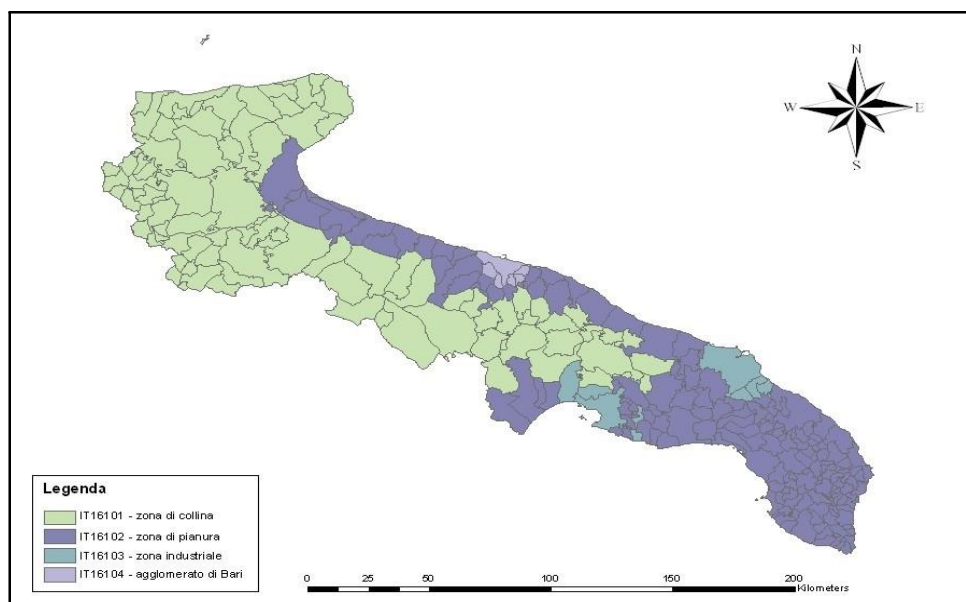 N
W E
S
Legenda
IT16101 - zona di collina
IT16102 - zona di pianura
IT16103 - zona industriale
IT16104 - agglomerato di Bari
0 25 50 100 150 200
Kilometers